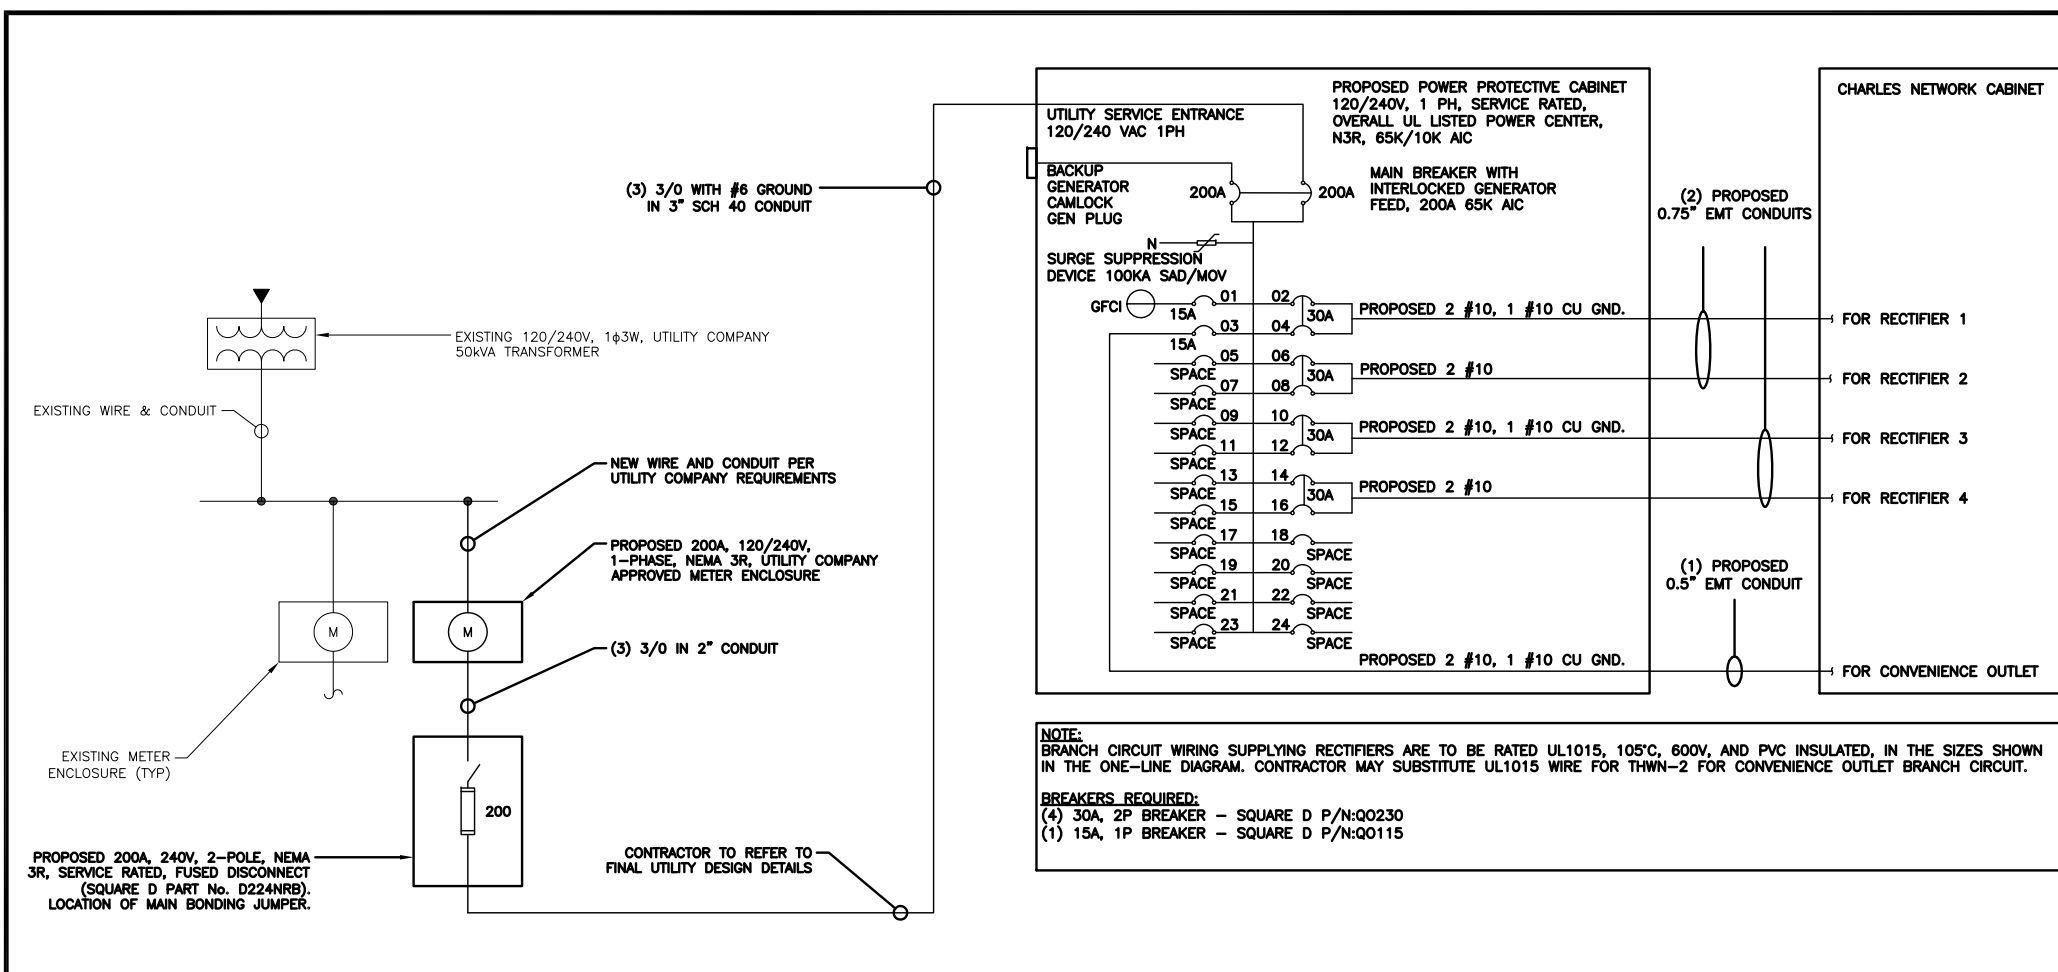 UTILITY SERVICE ENTRANCE
120/240 VAC 1PH
PROPOSED POWER PROTECTIVE CABINET
120/240V, 1 PH, SERVICE RATED,
OVERALL UL LISTED POWER CENTER,
N3R, 65K/10K AIC
CHARLES NETWORK CABINET
BACKUP
GENERATOR
CAMLOCK
GEN PLUG
200A
200A
MAIN BREAKER WITH
INTERLOCKED GENERATOR
FEED, 200A 65K AIC
(3) 3/0 WITH #6 GROUND
IN 3" SCH 40 CONDUIT
(2) PROPOSED
0.75" EMT CONDUITS
N
SURGE SUPPRESSION
DEVICE 100KA SAD/MOV
GFCI
15A
01
02
30A
PROPOSED 2 #10, 1 #10 CU GND.
FOR RECTIFIER 1
15A
03
04
SPACE
05
06
30A
PROPOSED 2 #10
FOR RECTIFIER 2
SPACE
07
08
SPACE
09
10
30A
PROPOSED 2 #10, 1 #10 CU GND.
FOR RECTIFIER 3
SPACE
11
12
SPACE
13
14
30A
PROPOSED 2 #10
FOR RECTIFIER 4
SPACE
15
16
SPACE
17
18
SPACE
SPACE
19
20
SPACE
SPACE
21
22
SPACE
SPACE
23
24
SPACE
(1) PROPOSED
0.5" EMT CONDUIT
PROPOSED 2 #10, 1 #10 CU GND.
FOR CONVENIENCE OUTLET
EXISTING 120/240V, 1ϕ3W, UTILITY COMPANY
50kVA TRANSFORMER
EXISTING WIRE & CONDUIT
NEW WIRE AND CONDUIT PER
UTILITY COMPANY REQUIREMENTS
PROPOSED 200A, 120/240V,
1-PHASE, NEMA 3R, UTILITY COMPANY
APPROVED METER ENCLOSURE
M
M
(3) 3/0 IN 2" CONDUIT
EXISTING METER
ENCLOSURE (TYP)
200
PROPOSED 200A, 240V, 2-POLE, NEMA
3R, SERVICE RATED, FUSED DISCONNECT
(SQUARE D PART No. D224NRB).
LOCATION OF MAIN BONDING JUMPER.
CONTRACTOR TO REFER TO
FINAL UTILITY DESIGN DETAILS
NOTE:
BRANCH CIRCUIT WIRING SUPPLYING RECTIFIERS ARE TO BE RATED UL1015, 105°C, 600V, AND PVC INSULATED, IN THE SIZES SHOWN
IN THE ONE-LINE DIAGRAM. CONTRACTOR MAY SUBSTITUTE UL1015 WIRE FOR THWN-2 FOR CONVENIENCE OUTLET BRANCH CIRCUIT.
BREAKERS REQUIRED:
(4) 30A, 2P BREAKER - SQUARE D P/N:QO230
(1) 15A, 1P BREAKER - SQUARE D P/N:QO115